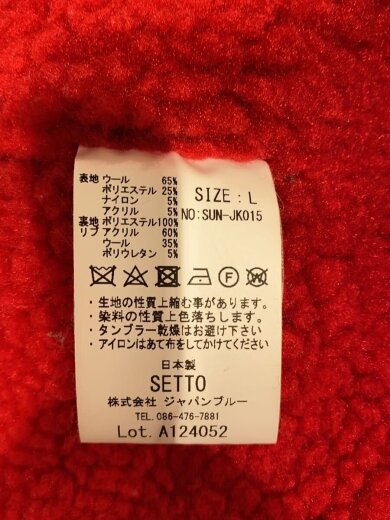 表地 ウール 65%
ポリエステル 25%
ナイロン 5%
アクリル 5%
裏地 ポリエステル100%
リブ アクリル 60%
ウール 35%
ポリウレタン 5%
SIZE:L
NO:SUN-JK015
・生地の性質上縮む事があります。
・染料の性質上色落ちします。
・タンブラー乾燥はお避け下さい
・アイロンはあて布をしてかけてください
日本製
SETTO
株式会社 ジャパンブルー
TEL.086-476-7881
Lot. A124052